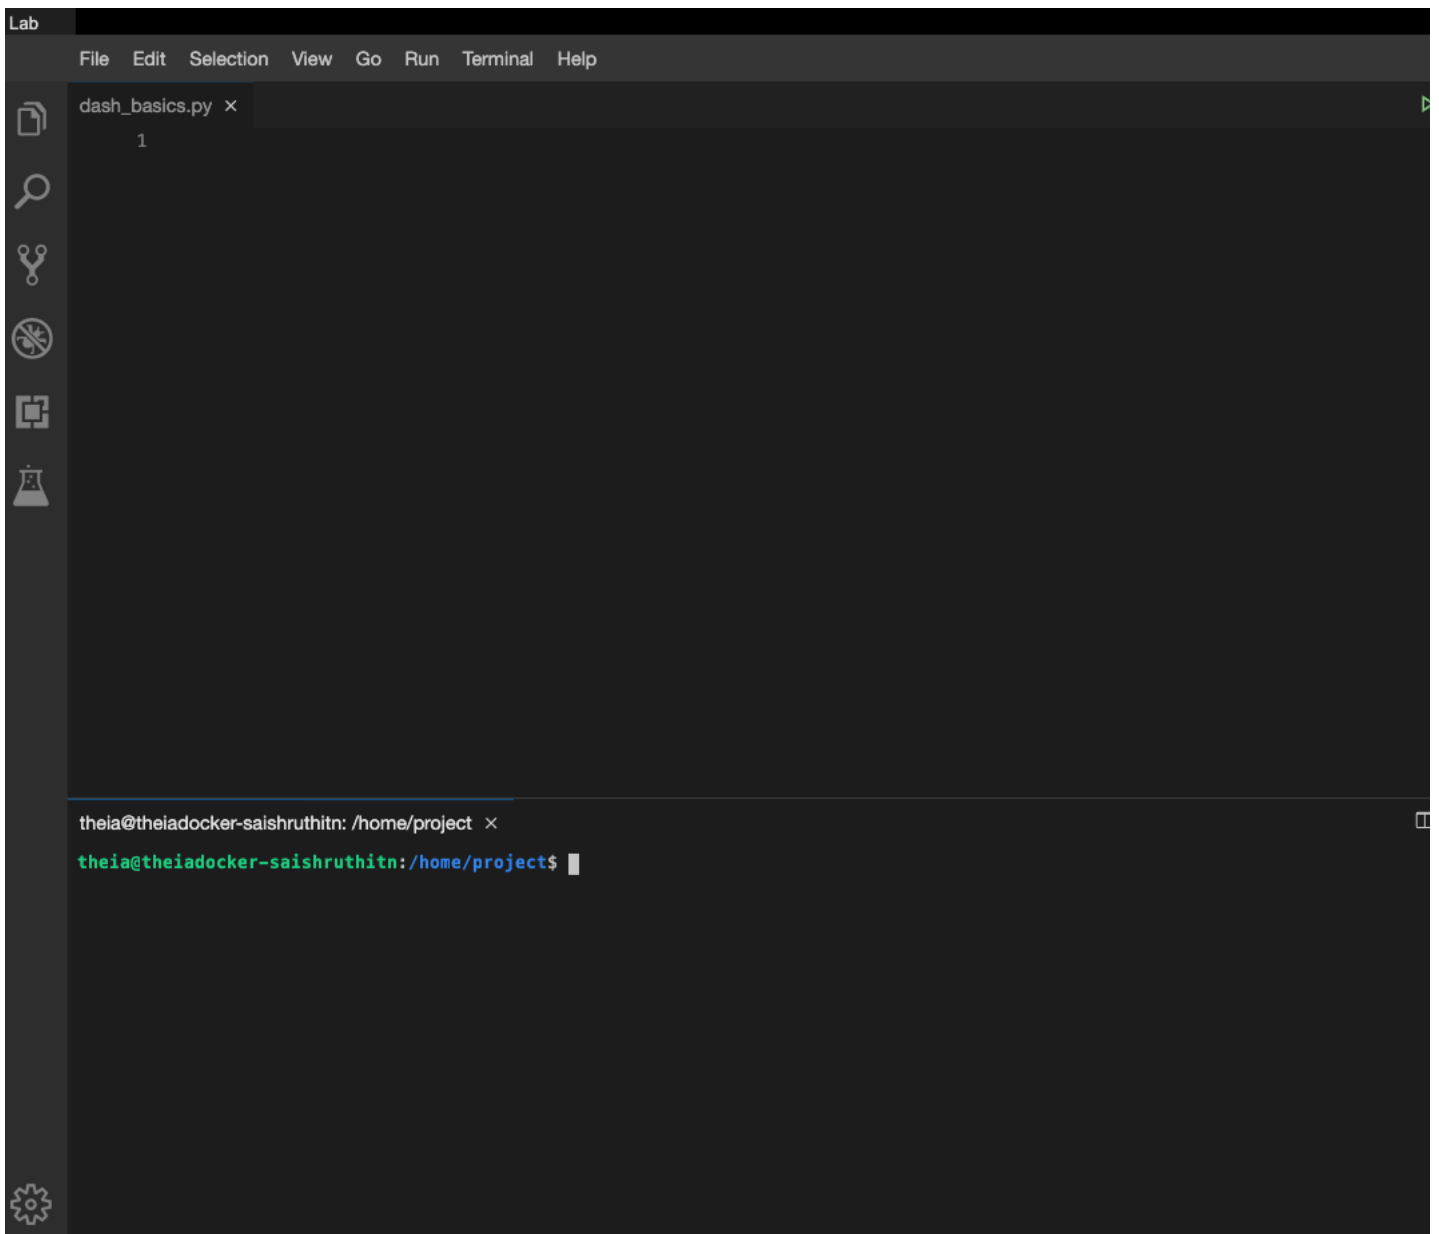 Lab
File Edit Selection View Go Run Terminal Help
dash_basics.py ×
1
theia@theiadocker-saishruthitn: /home/project ×
theia@theiadocker-saishruthitn:/home/project$